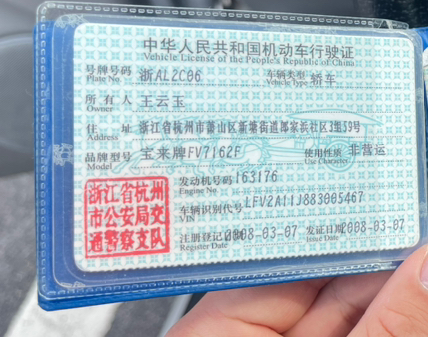 中华人民共和国机动车行驶证
Vehicle License of the People's Republic of China
号牌号码 Plate No. 浙AL2C06 车辆类型 Vehicle Type 轿车
所有人 Owner 王云玉
住址 Address 浙江省杭州市萧山区新塘街道郎家浜社区3组59号
品牌型号 Model 宝来牌FV7162F 使用性质 Use Character 非营运
浙江省杭州市公安局交通警察支队
发动机号码 Engine No. 163176
车辆识别代号 VIN LFV2A11J883005467
注册登记日期 Register Date 2008-03-07 发证日期 Issue Date 2008-03-07